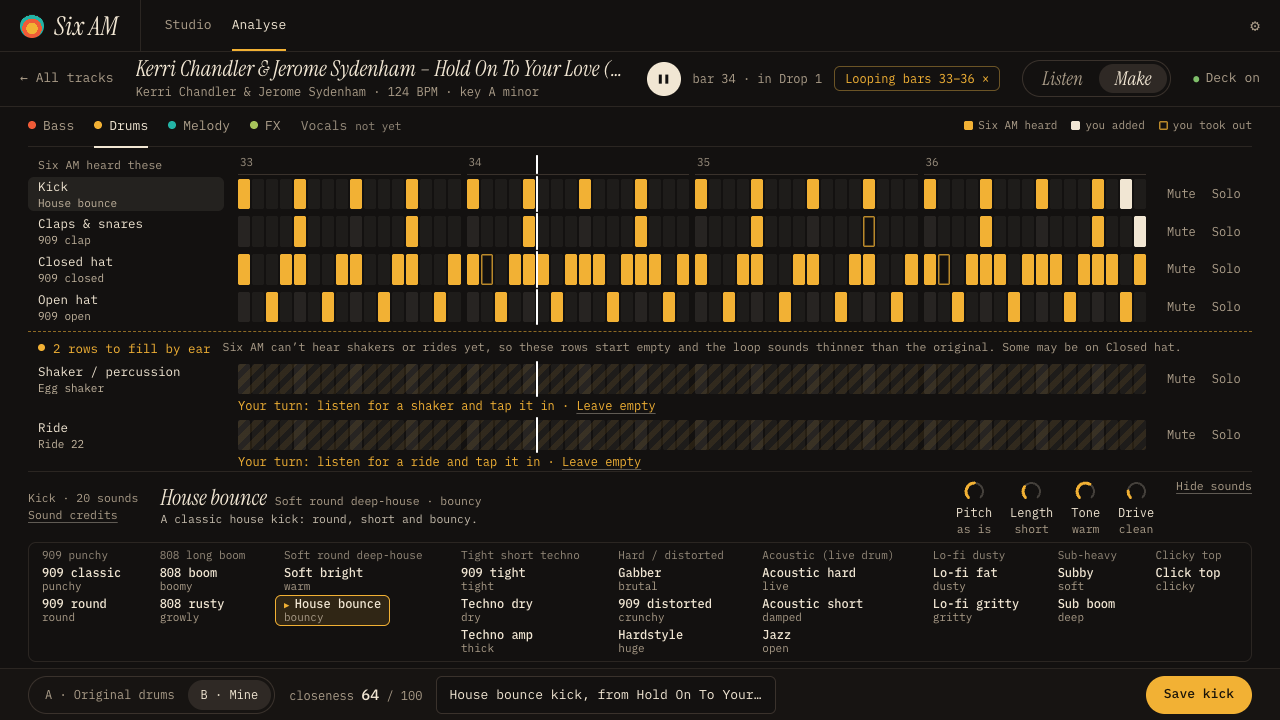 Six AM
Studio Analyse
← All tracks
Kerri Chandler & Jerome Sydenham – Hold On To Your Love (…
Kerri Chandler & Jerome Sydenham · 124 BPM · key A minor
bar 34 · in Drop 1
Looping bars 33–36 ×
Listen Make
Deck on
Bass Drums Melody FX Vocals not yet
Six AM heard you added you took out
Six AM heard these
33 34 35 36
Kick
House bounce
Mute Solo
Claps & snares
909 clap
Mute Solo
Closed hat
909 closed
Mute Solo
Open hat
909 open
Mute Solo
2 rows to fill by ear
Six AM can’t hear shakers or rides yet, so these rows start empty and the loop sounds thinner than the original. Some may be on Closed hat.
Shaker / percussion
Egg shaker
Mute Solo
Your turn: listen for a shaker and tap it in · Leave empty
Ride
Ride 22
Mute Solo
Your turn: listen for a ride and tap it in · Leave empty
Kick · 20 sounds
Sound credits
House bounce Soft round deep-house · bouncy
A classic house kick: round, short and bouncy.
Pitch Length Tone Drive
as is short warm clean
Hide sounds
909 punchy 808 long boom Soft round deep-house Tight short techno Hard / distorted Acoustic (live drum) Lo-fi dusty Sub-heavy Clicky top
909 classic 808 boom Soft bright 909 tight Gabber Acoustic hard Lo-fi fat Subby Click top
punchy boomy warm tight brutal live dusty soft clicky
909 round 808 rusty ▶ House bounce Techno dry 909 distorted Acoustic short Lo-fi gritty Sub boom
round growly bouncy dry crunchy damped gritty deep
Techno amp Hardstyle Jazz
thick huge open
A · Original drums B · Mine
closeness 64 / 100
House bounce kick, from Hold On To Your…
Save kick